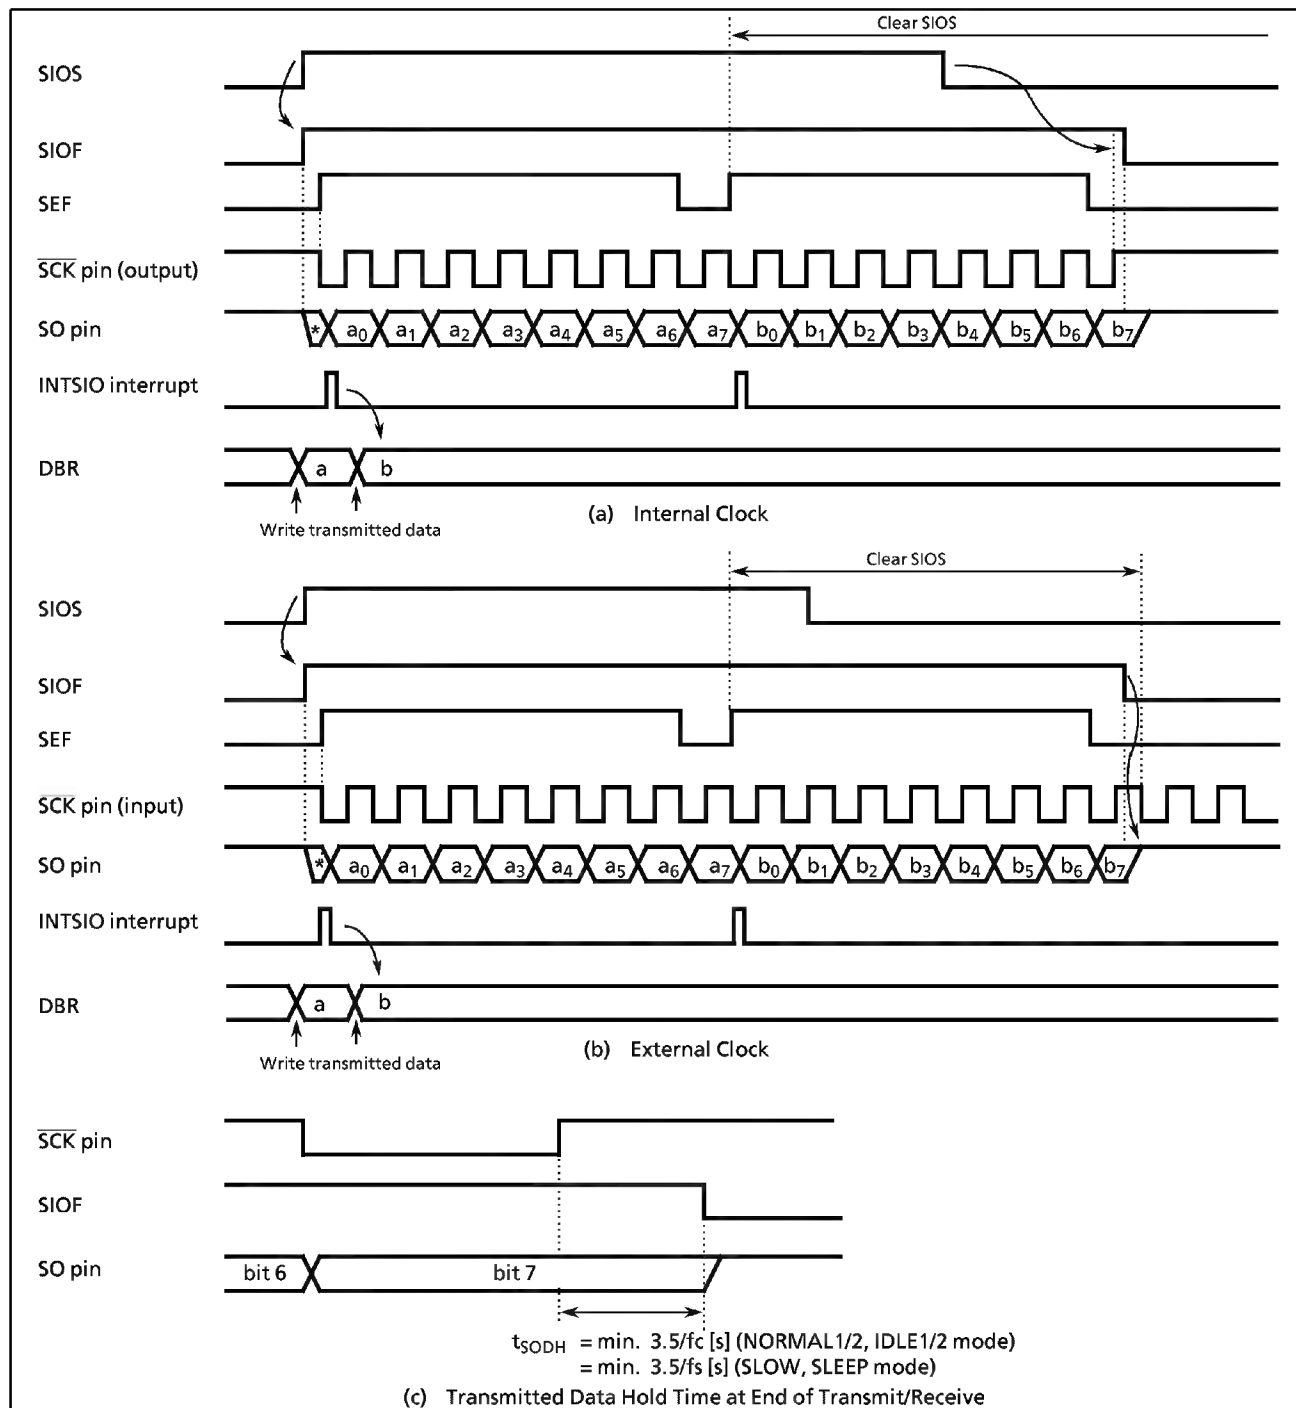 Clear SIOS
SIOS
SIOF
SEF
SCK pin (output)
SO pin
* a0 a1 a2 a3 a4 a5 a6 a7 b0 b1 b2 b3 b4 b5 b6 b7
INTSIO interrupt
DBR
a b
(a) Internal Clock
Write transmitted data
Clear SIOS
SIOS
SIOF
SEF
SCK pin (input)
SO pin
* a0 a1 a2 a3 a4 a5 a6 a7 b0 b1 b2 b3 b4 b5 b6 b7
INTSIO interrupt
DBR
a b
(b) External Clock
Write transmitted data
SCK pin
SIOF
SO pin
bit 6 bit 7
tSODH = min. 3.5/fc [s] (NORMAL1/2, IDLE1/2 mode)
= min. 3.5/fs [s] (SLOW, SLEEP mode)
(c) Transmitted Data Hold Time at End of Transmit/Receive